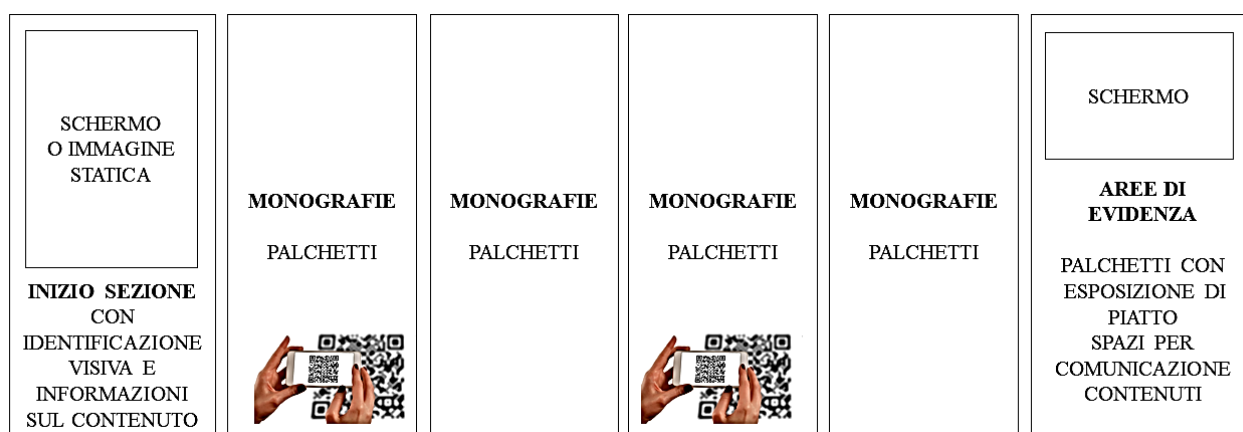 SCHERMO
O IMMAGINE
STATICA
INIZIO SEZIONE
CON
IDENTIFICAZIONE
VISIVA E
INFORMAZIONI
SUL CONTENUTO
MONOGRAFIE
PALCHETTI
MONOGRAFIE
PALCHETTI
MONOGRAFIE
PALCHETTI
MONOGRAFIE
PALCHETTI
SCHERMO
AREE DI
EVIDENZA
PALCHETTI CON
ESPOSIZIONE DI
PIATTO
SPAZI PER
COMUNICAZIONE
CONTENUTI